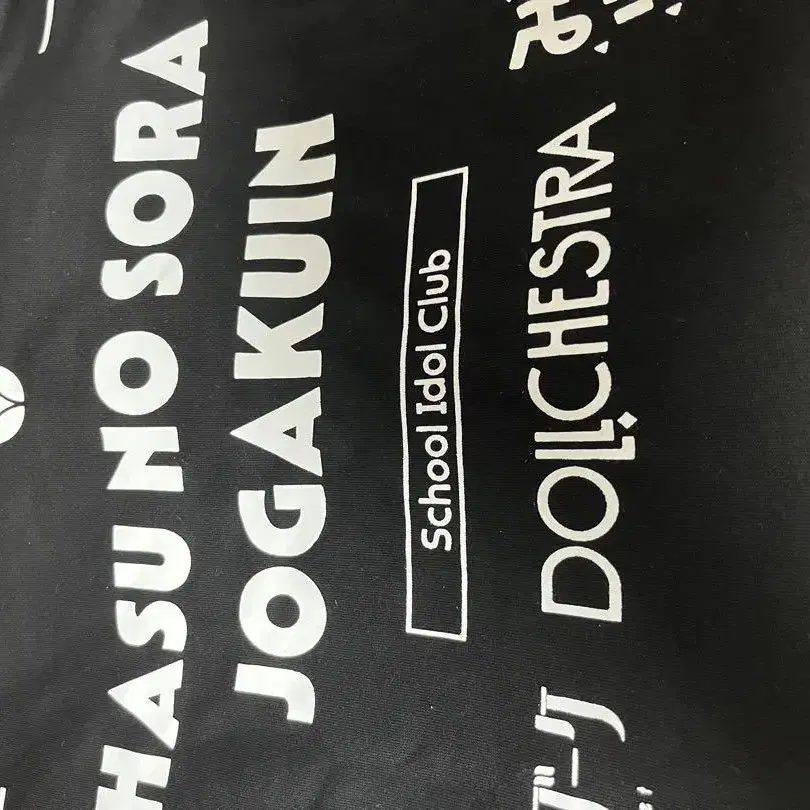 HASU NO SORA
JOGAKUIN
School Idol Club
DOLLCHESTRA